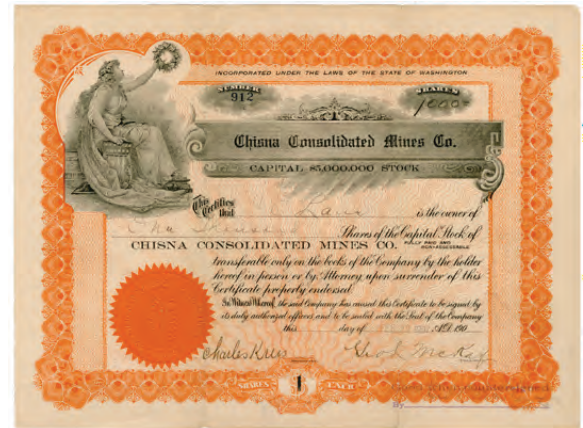 INCORPORATED UNDER THE LAWS OF THE STATE OF WASHINGTON
NUMBER SHARES
912 1000
Chisna Consolidated Mines Co.
CAPITAL $5,000,000 STOCK
This Certifies that is the owner of
One Shares of the Capital Stock of
CHISNA CONSOLIDATED MINES CO. FULLY PAID AND NON-ASSESSABLE
transferable only on the books of the Company by the holder
hereof in person or by Attorney upon surrender of this
Certificate properly endorsed.
In Witness Whereof, the said Company has caused this Certificate to be signed by
its duly authorized officers and to be sealed with the Seal of the Company
this day of A.D. 190
Charles Geo McKay
SHARES $1 EACH